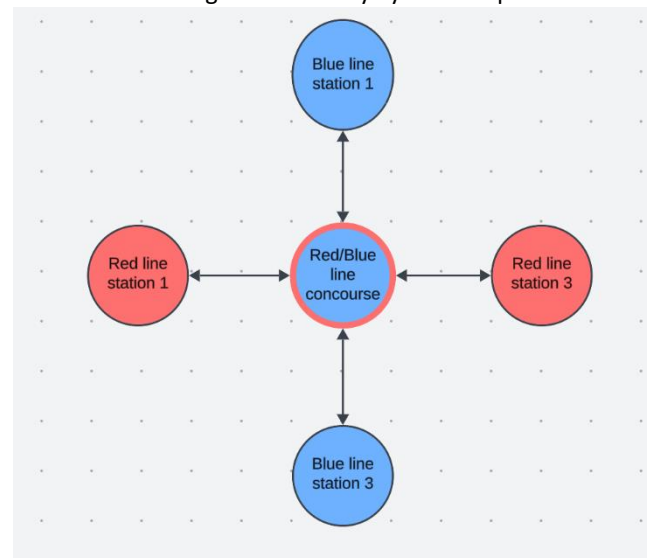 Blue line
station 1
Red line
station 1
Red/Blue
line
concourse
Red line
station 3
Blue line
station 3